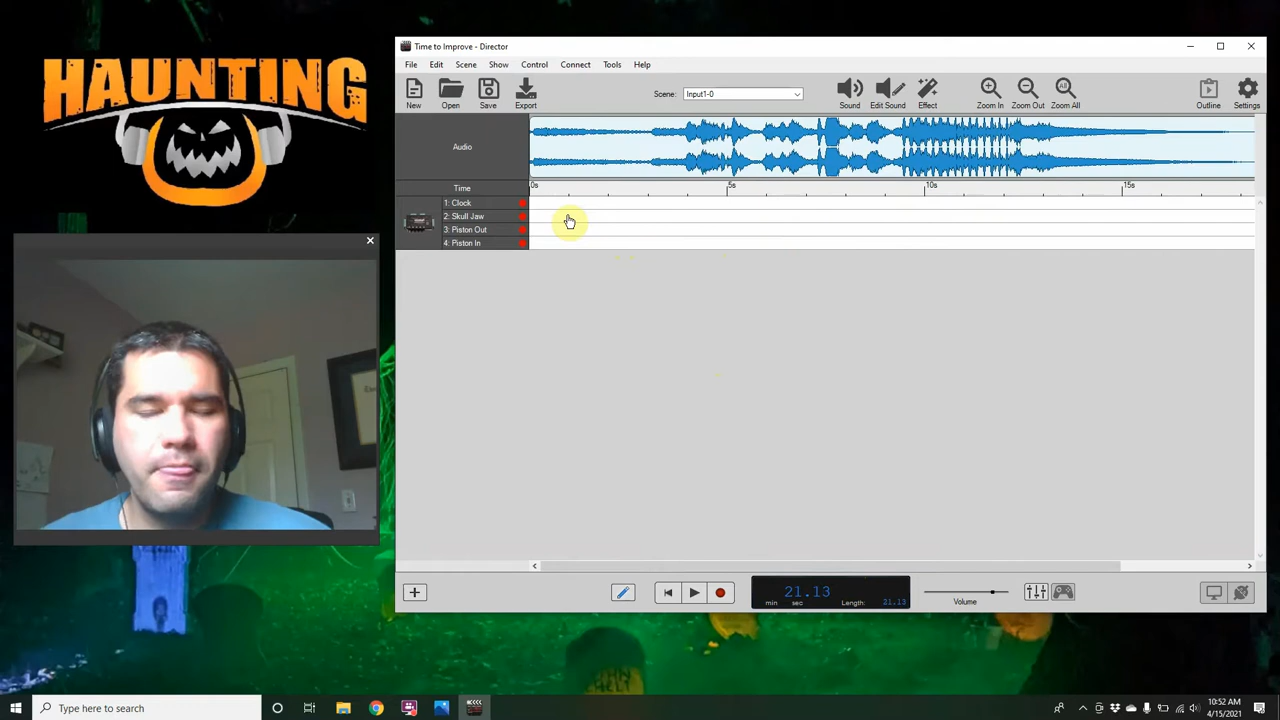 HAUNTING
Time to Improve - Director
File Edit Scene Show Control Connect Tools Help
New Open Save Export Scene: Input1-0 Sound Edit Sound Effect Zoom In Zoom Out Zoom All Outline Settings
All
Audio
Time 0s 5s 10s 15s
1: Clock
2: Skull Jaw
3: Piston Out
4: Piston In
21.13
min sec Length: 21.13
Volume
Type here to search
10:52 AM
4/15/2021